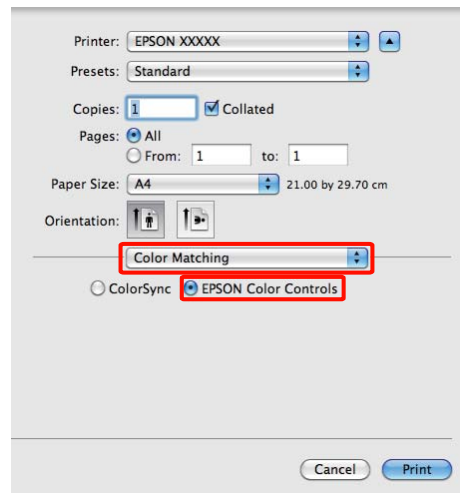 Printer: EPSON XXXXX
Presets: Standard
Copies: 1 Collated
Pages: All
From: 1 to: 1
Paper Size: A4 21.00 by 29.70 cm
Orientation:
Color Matching
ColorSync EPSON Color Controls
Cancel Print